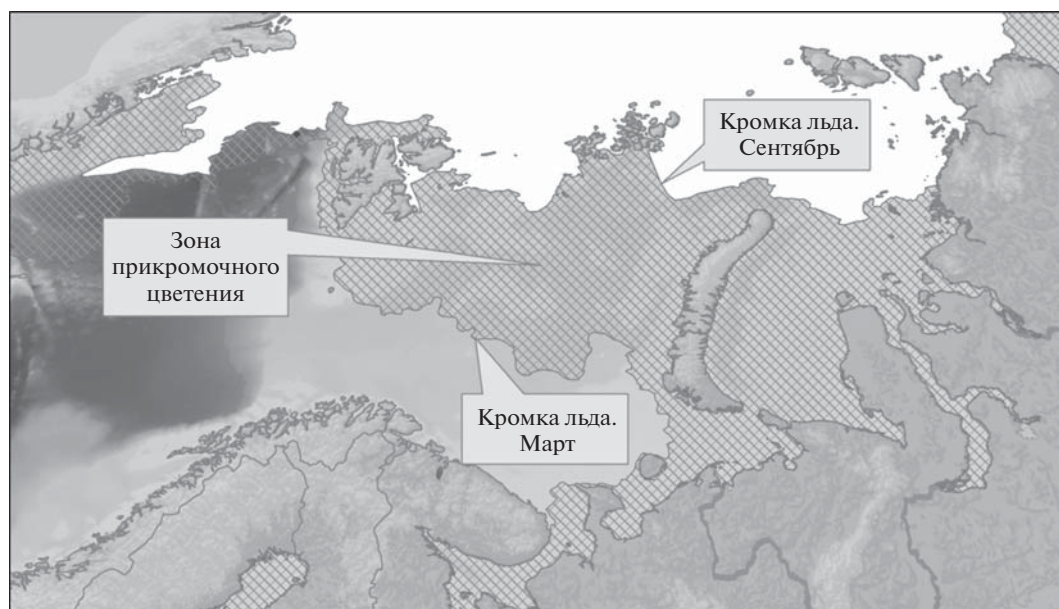 Кромка льда.
Сентябрь
Зона
прикромочного
цветения
Кромка льда.
Март